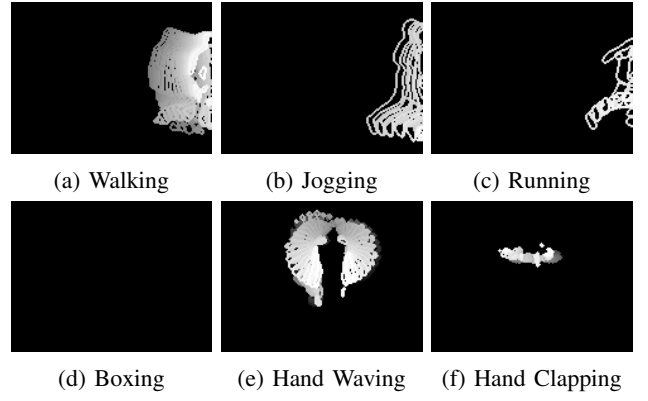 (a) Walking (b) Jogging (c) Running
(d) Boxing (e) Hand Waving (f) Hand Clapping